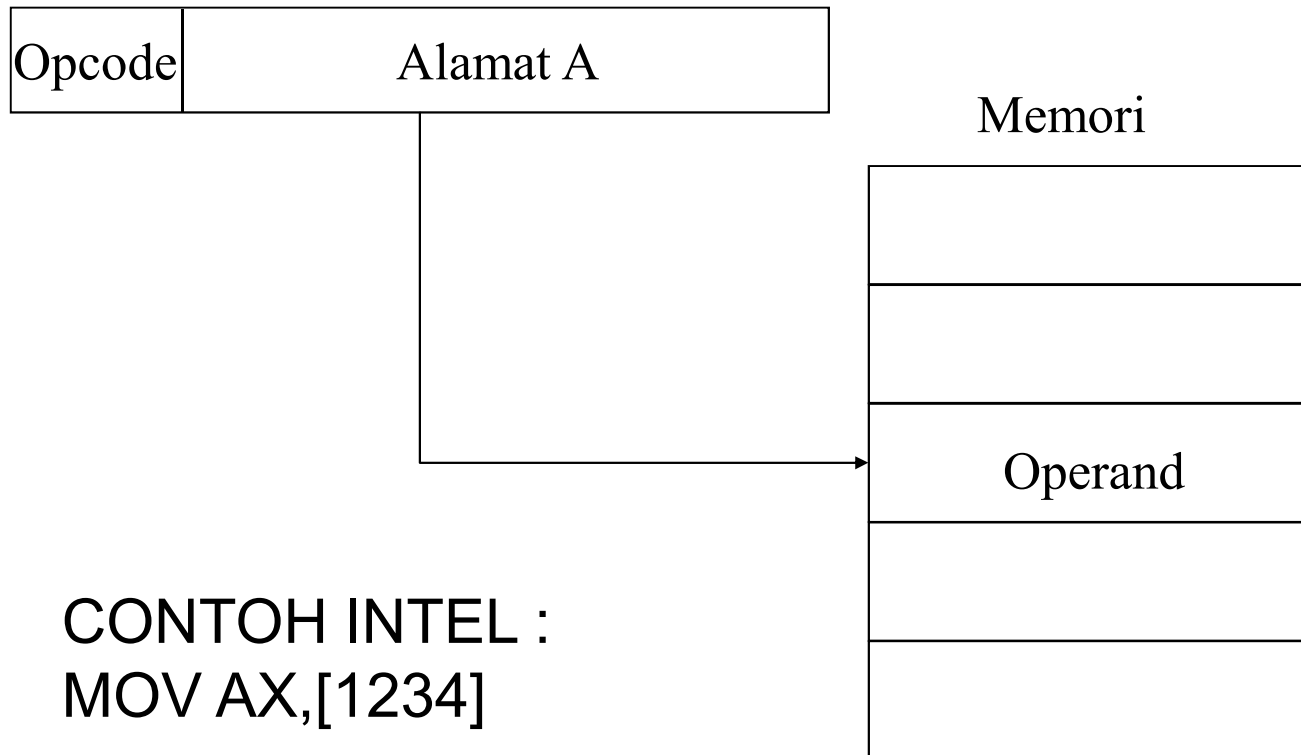 Opcode
Alamat A
Memori
Operand
CONTOH INTEL :
MOV AX,[1234]